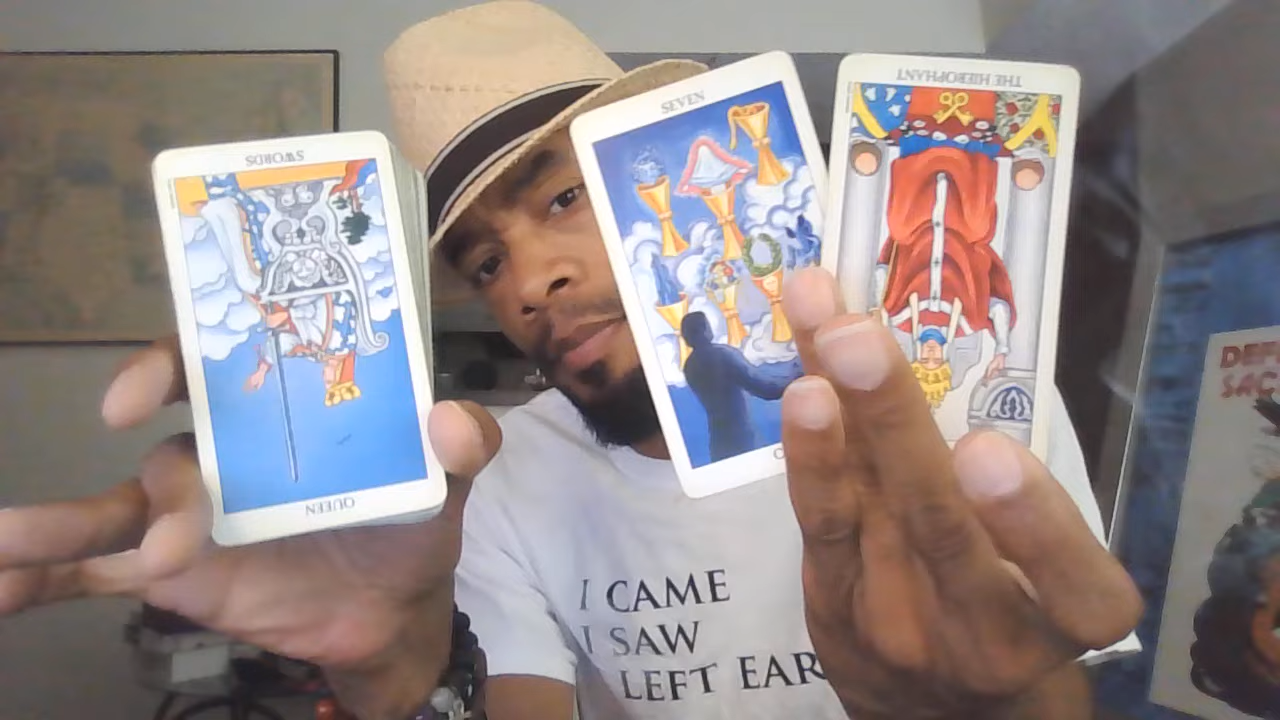 SWORDS
QUEEN
SEVEN
THE HIEROPHANT
I CAME
I SAW
LEFT EAR